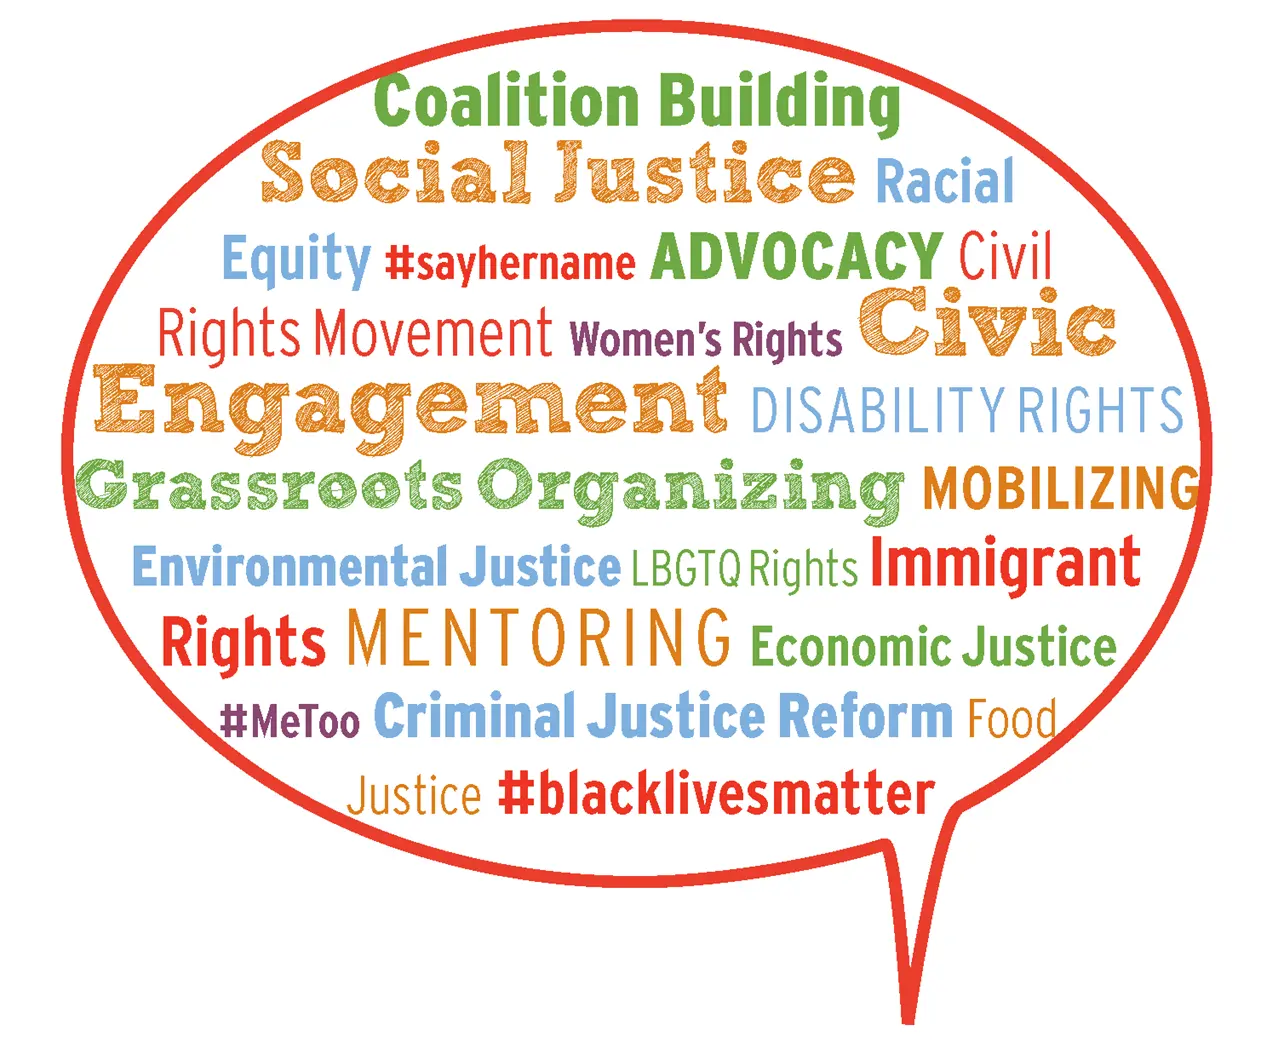 Coalition Building
Social Justice Racial
Equity #sayhername ADVOCACY Civil
Rights Movement Women's Rights Civic
Engagement DISABILITY RIGHTS
Grassroots Organizing MOBILIZING
Environmental Justice LBGTQ Rights Immigrant
Rights MENTORING Economic Justice
#MeToo Criminal Justice Reform Food
Justice #blacklivesmatter